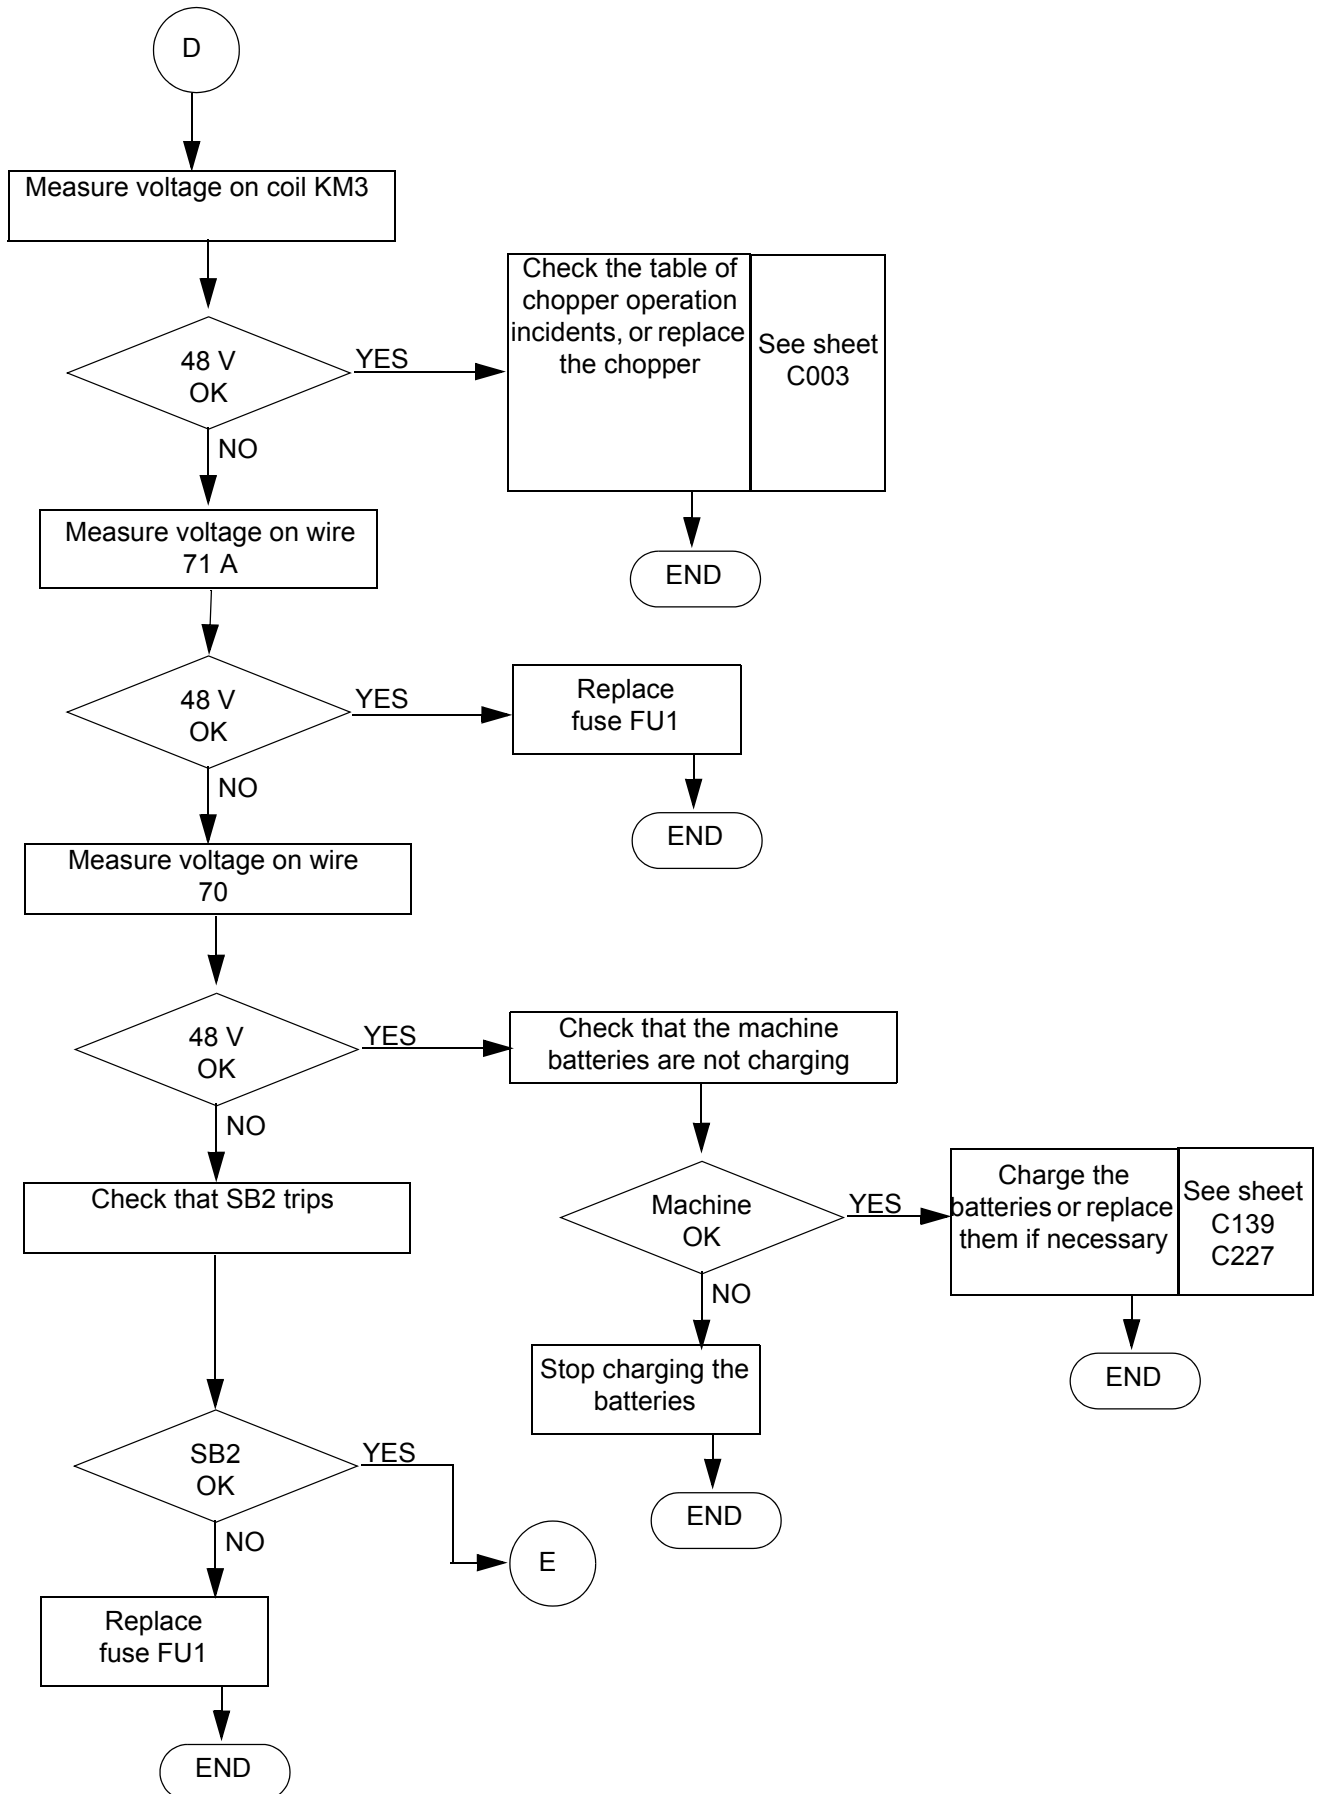 D
Measure voltage on coil KM3
48 V
OK
YES
NO
Check the table of
chopper operation
incidents, or replace
the chopper
See sheet
C003
END
Measure voltage on wire
71 A
48 V
OK
YES
NO
Replace
fuse FU1
END
Measure voltage on wire
70
48 V
OK
YES
NO
Check that the machine
batteries are not charging
Machine
OK
YES
NO
Charge the
batteries or replace
them if necessary
See sheet
C139
C227
END
Stop charging the
batteries
END
Check that SB2 trips
SB2
OK
YES
NO
E
Replace
fuse FU1
END